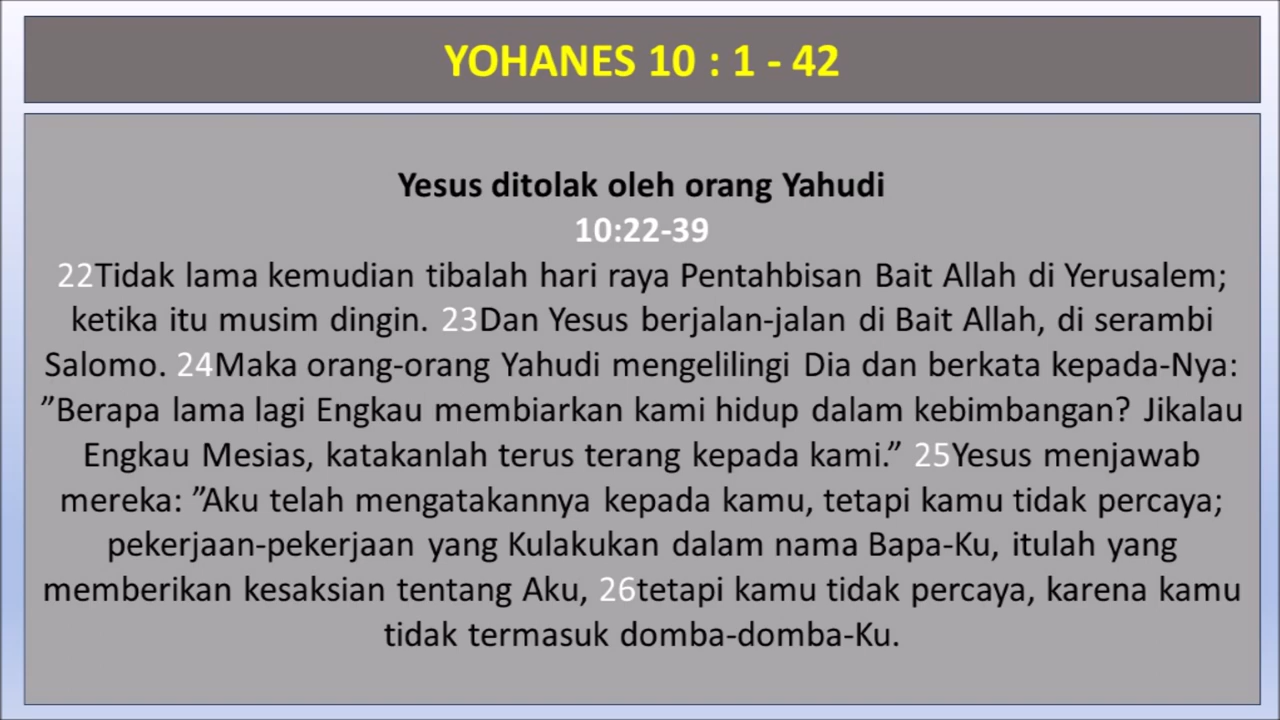 YOHANES 10 : 1 - 42
Yesus ditolak oleh orang Yahudi
10:22-39
22Tidak lama kemudian tibalah hari raya Pentahbisan Bait Allah di Yerusalem;
ketika itu musim dingin. 23Dan Yesus berjalan-jalan di Bait Allah, di serambi
Salomo. 24Maka orang-orang Yahudi mengelilingi Dia dan berkata kepada-Nya:
”Berapa lama lagi Engkau membiarkan kami hidup dalam kebimbangan? Jikalau
Engkau Mesias, katakanlah terus terang kepada kami.” 25Yesus menjawab
mereka: ”Aku telah mengatakannya kepada kamu, tetapi kamu tidak percaya;
pekerjaan-pekerjaan yang Kulakukan dalam nama Bapa-Ku, itulah yang
memberikan kesaksian tentang Aku, 26tetapi kamu tidak percaya, karena kamu
tidak termasuk domba-domba-Ku.